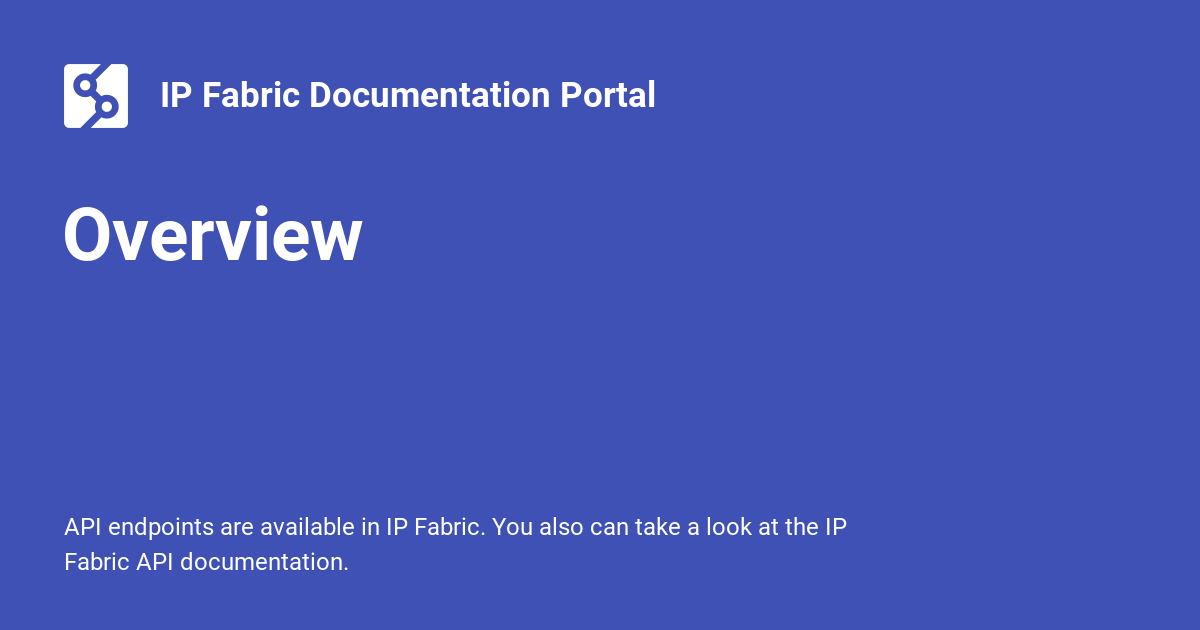 IP Fabric Documentation Portal
Overview
API endpoints are available in IP Fabric. You also can take a look at the IP
Fabric API documentation.